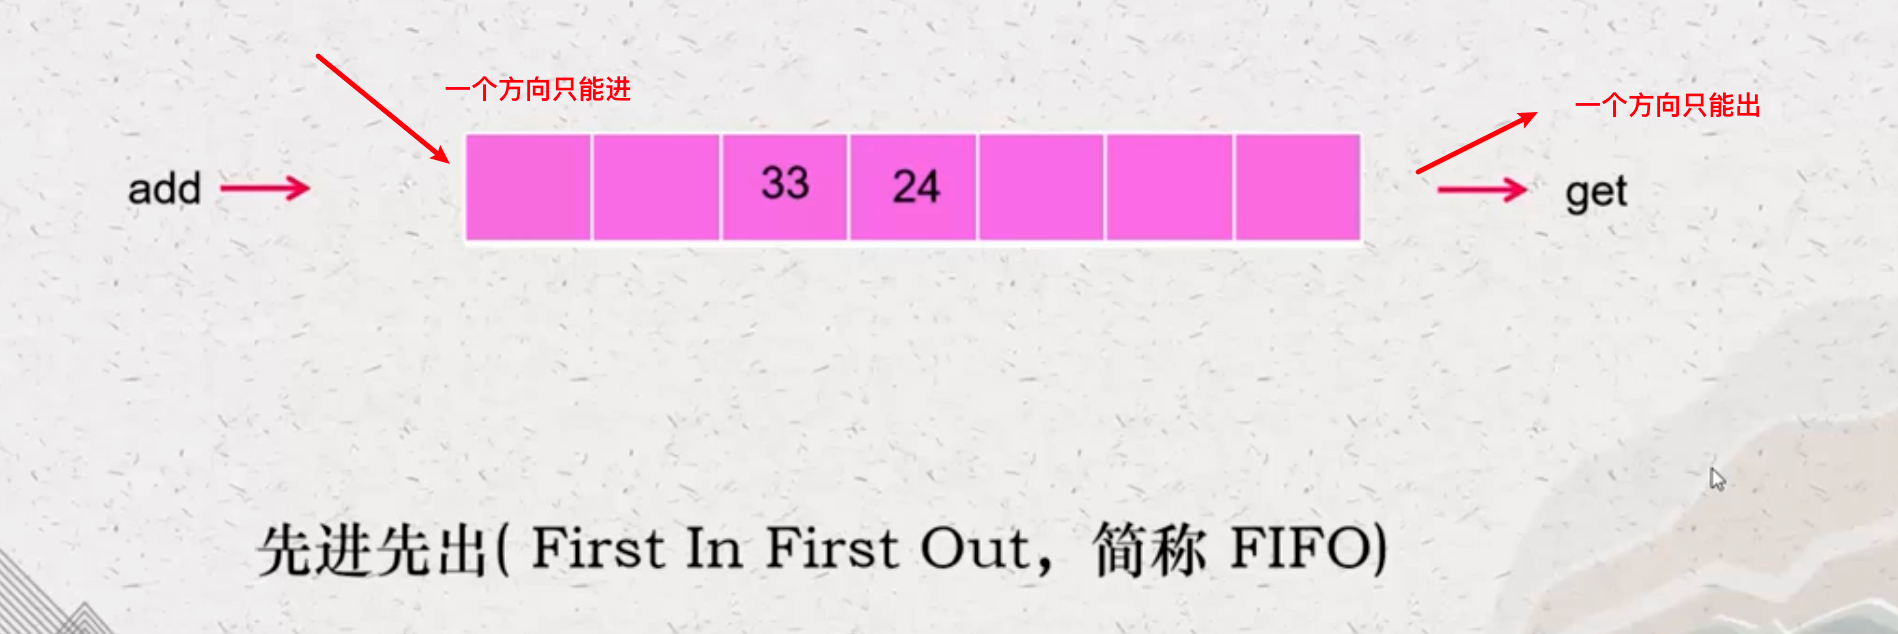 一个方向只能进
一个方向只能出
add
33
24
get
先进先出( First In First Out，简称 FIFO)